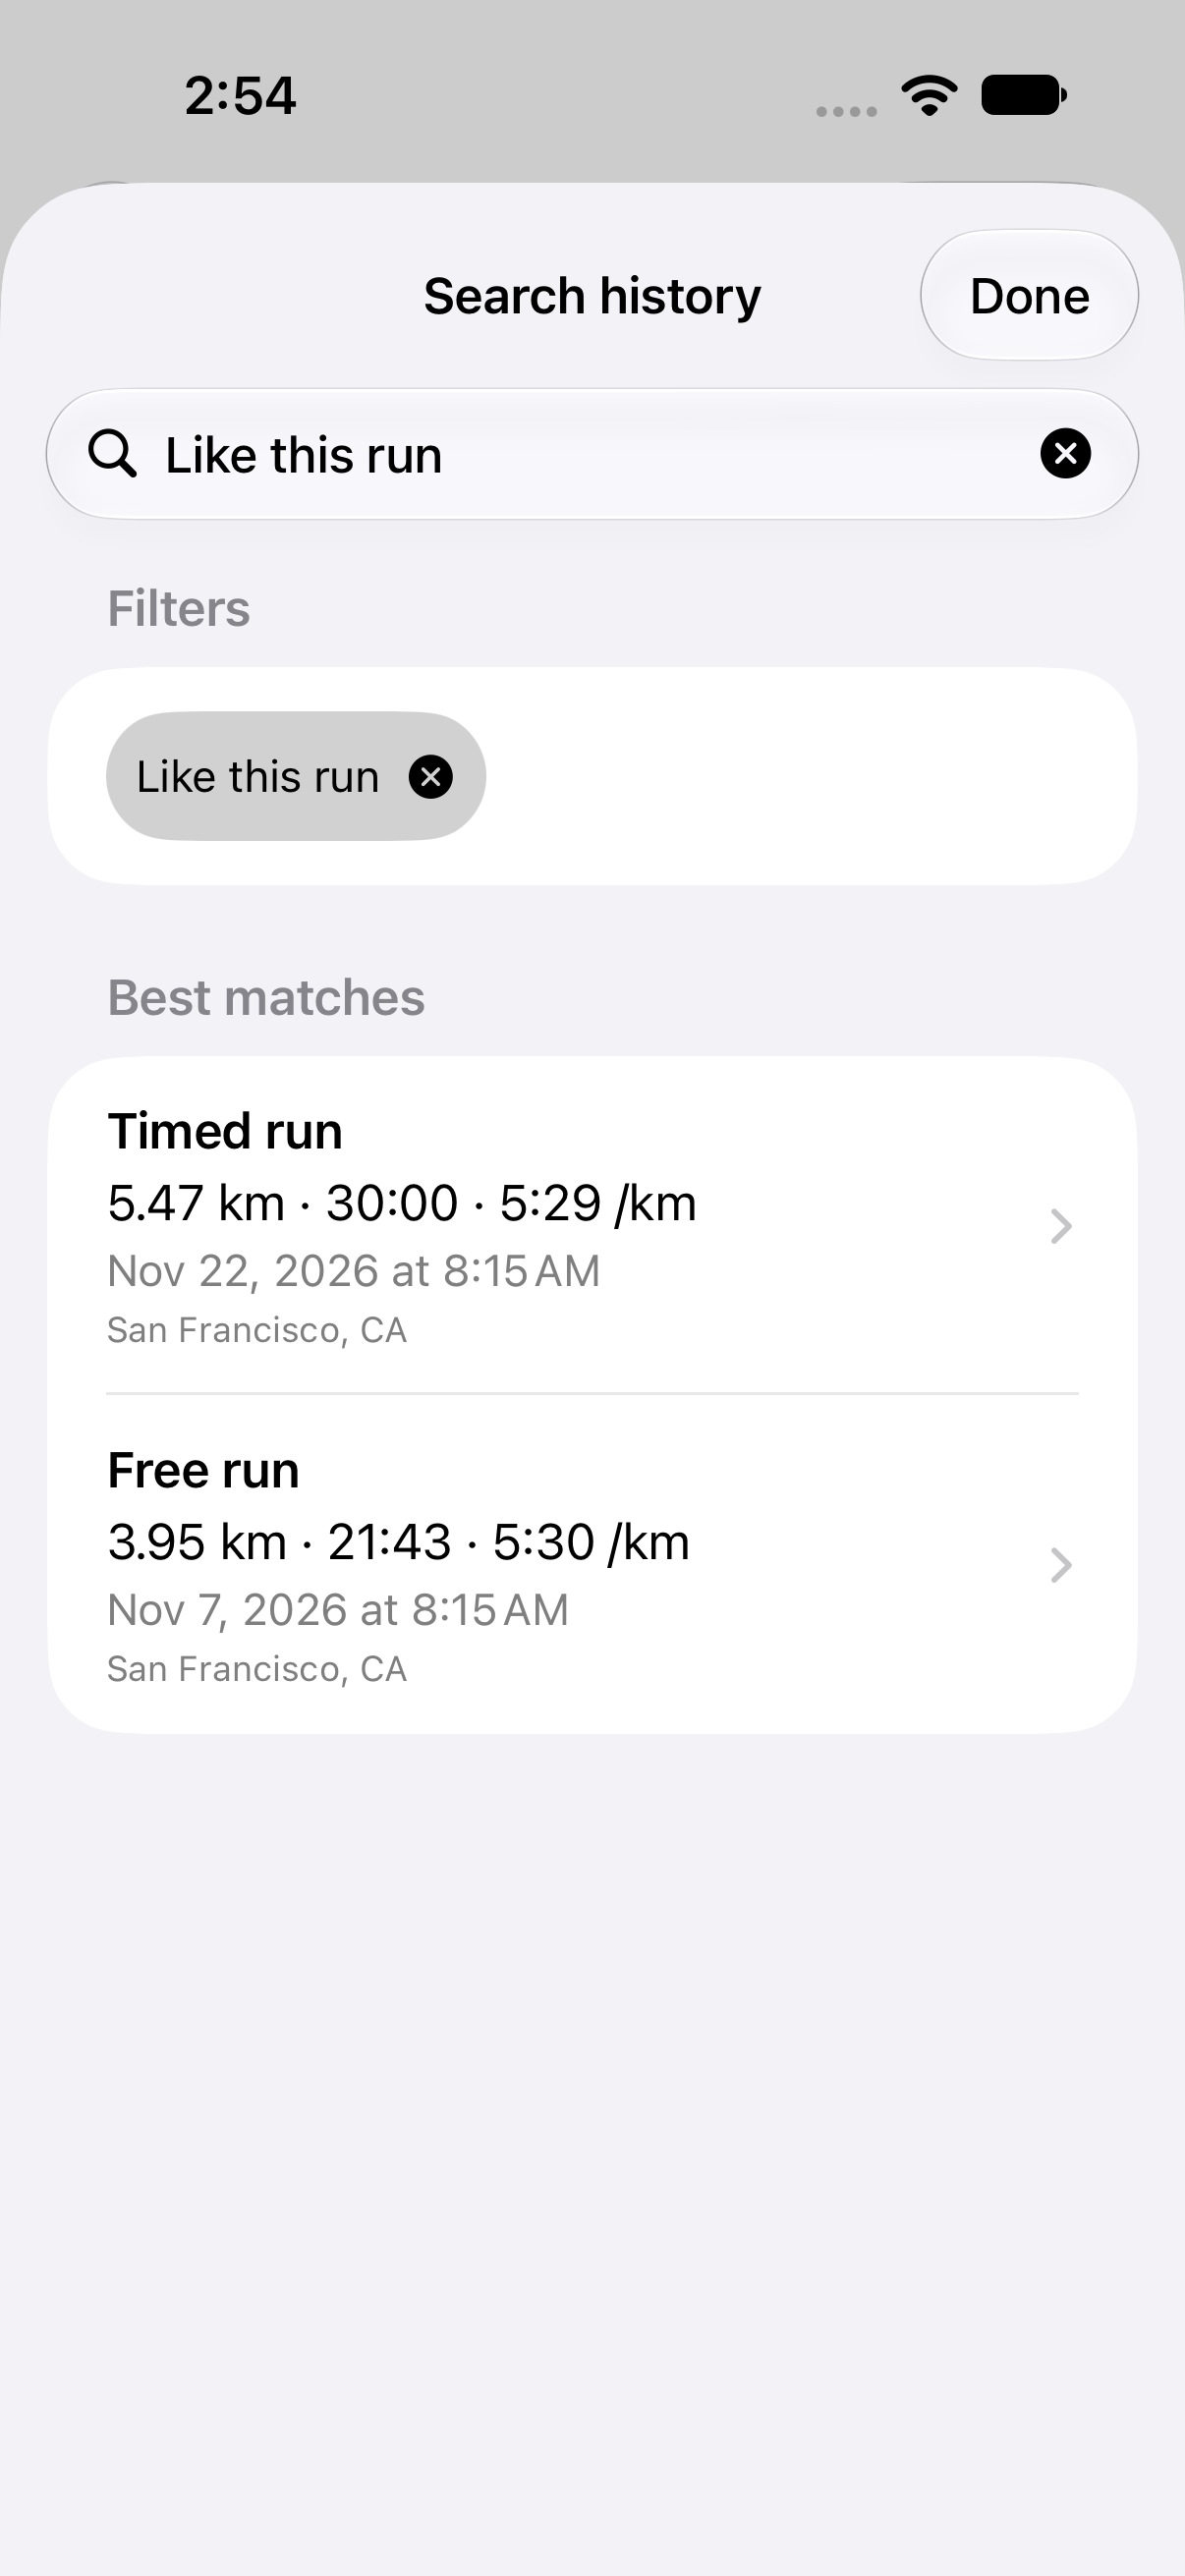 2:54
Search history
Done
Like this run
Filters
Like this run
Best matches
Timed run
5.47 km · 30:00 · 5:29 /km
Nov 22, 2026 at 8:15 AM
San Francisco, CA
Free run
3.95 km · 21:43 · 5:30 /km
Nov 7, 2026 at 8:15 AM
San Francisco, CA